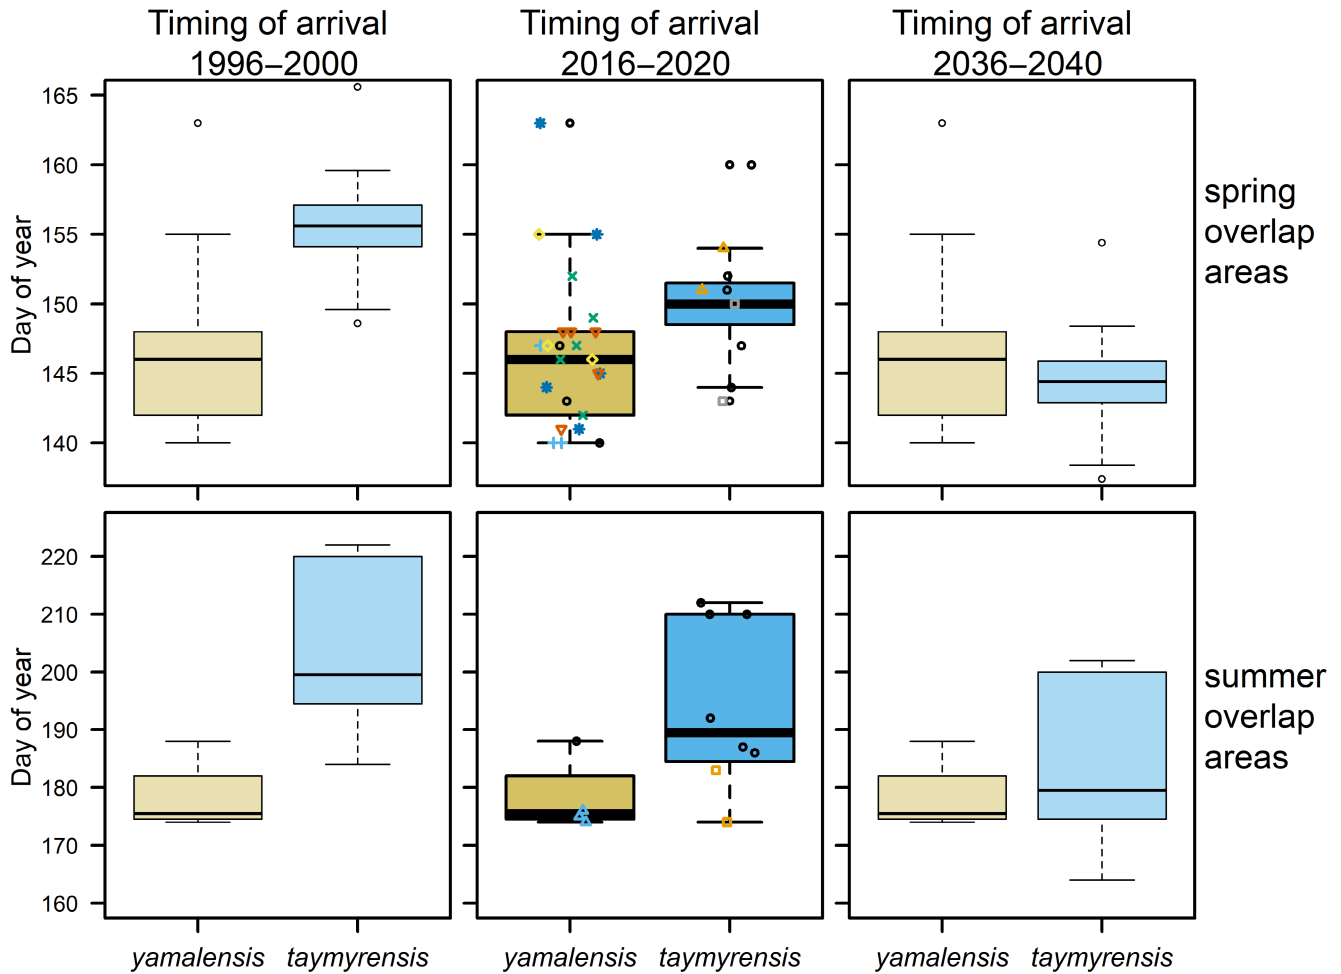 Timing of arrival
1996–2000
Timing of arrival
2016–2020
Timing of arrival
2036–2040
Day of year
165
160
155
150
145
140
spring
overlap
areas
Day of year
220
210
200
190
180
170
160
summer
overlap
areas
yamalensis taymyrensis
yamalensis taymyrensis
yamalensis taymyrensis